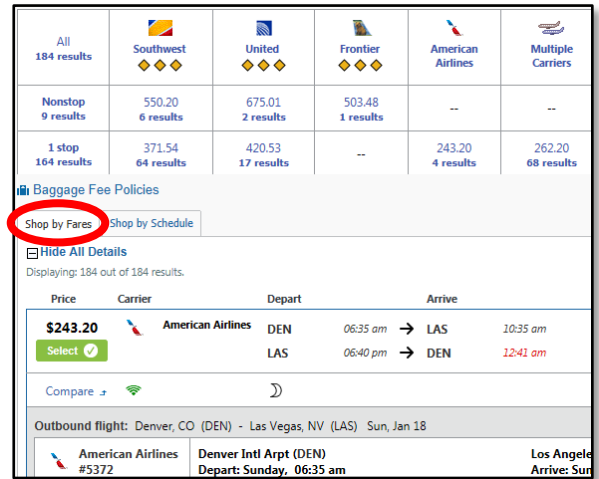 All
184 results
Southwest
United
Frontier
American
Airlines
Multiple
Carriers
Nonstop
9 results
550.20
6 results
675.01
2 results
503.48
1 results
--
--
1 stop
164 results
371.54
64 results
420.53
17 results
--
243.20
4 results
262.20
68 results
Baggage Fee Policies
Shop by Fares
Shop by Schedule
Hide All Details
Displaying: 184 out of 184 results.
Price Carrier Depart Arrive
$243.20 American Airlines DEN 06:35 am → LAS 10:35 am
Select LAS 06:40 pm → DEN 12:41 am
Compare
Outbound flight: Denver, CO (DEN) - Las Vegas, NV (LAS) Sun, Jan 18
American Airlines
#5372
Denver Intl Arpt (DEN)
Depart: Sunday, 06:35 am
Los Angele
Arrive: Sun